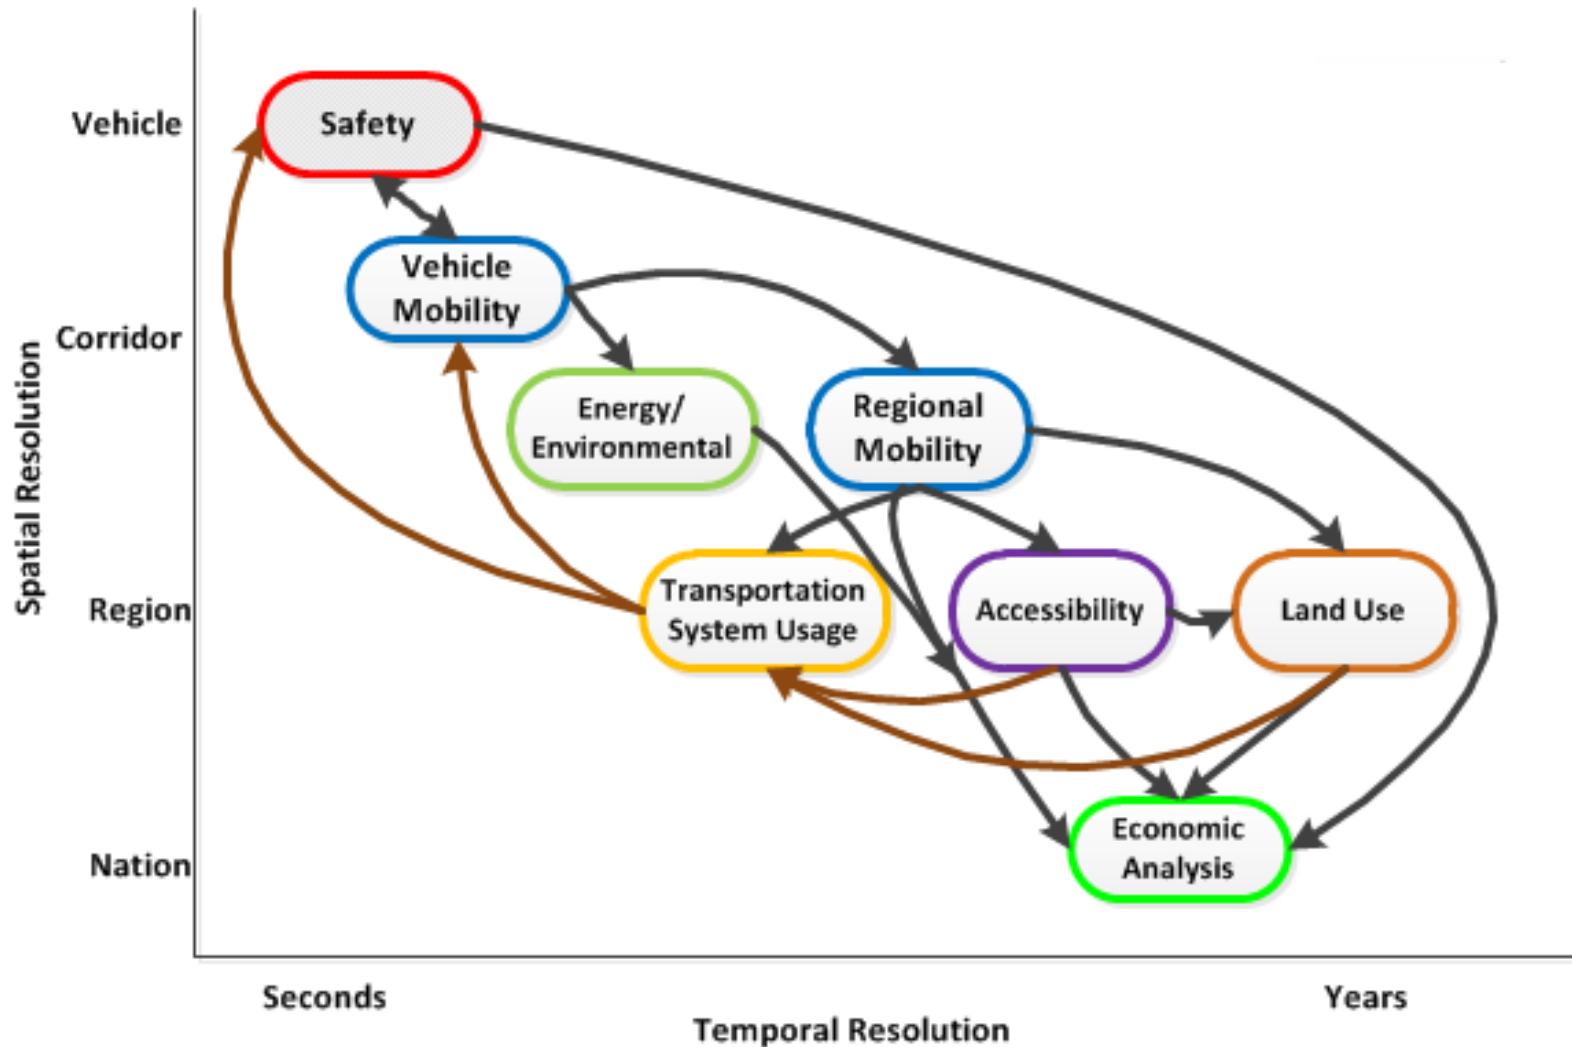 Vehicle
Safety
Vehicle
Mobility
Corridor
Energy/
Environmental
Regional
Mobility
Spatial Resolution
Region
Transportation
System Usage
Accessibility
Land Use
Nation
Economic
Analysis
Seconds
Years
Temporal Resolution